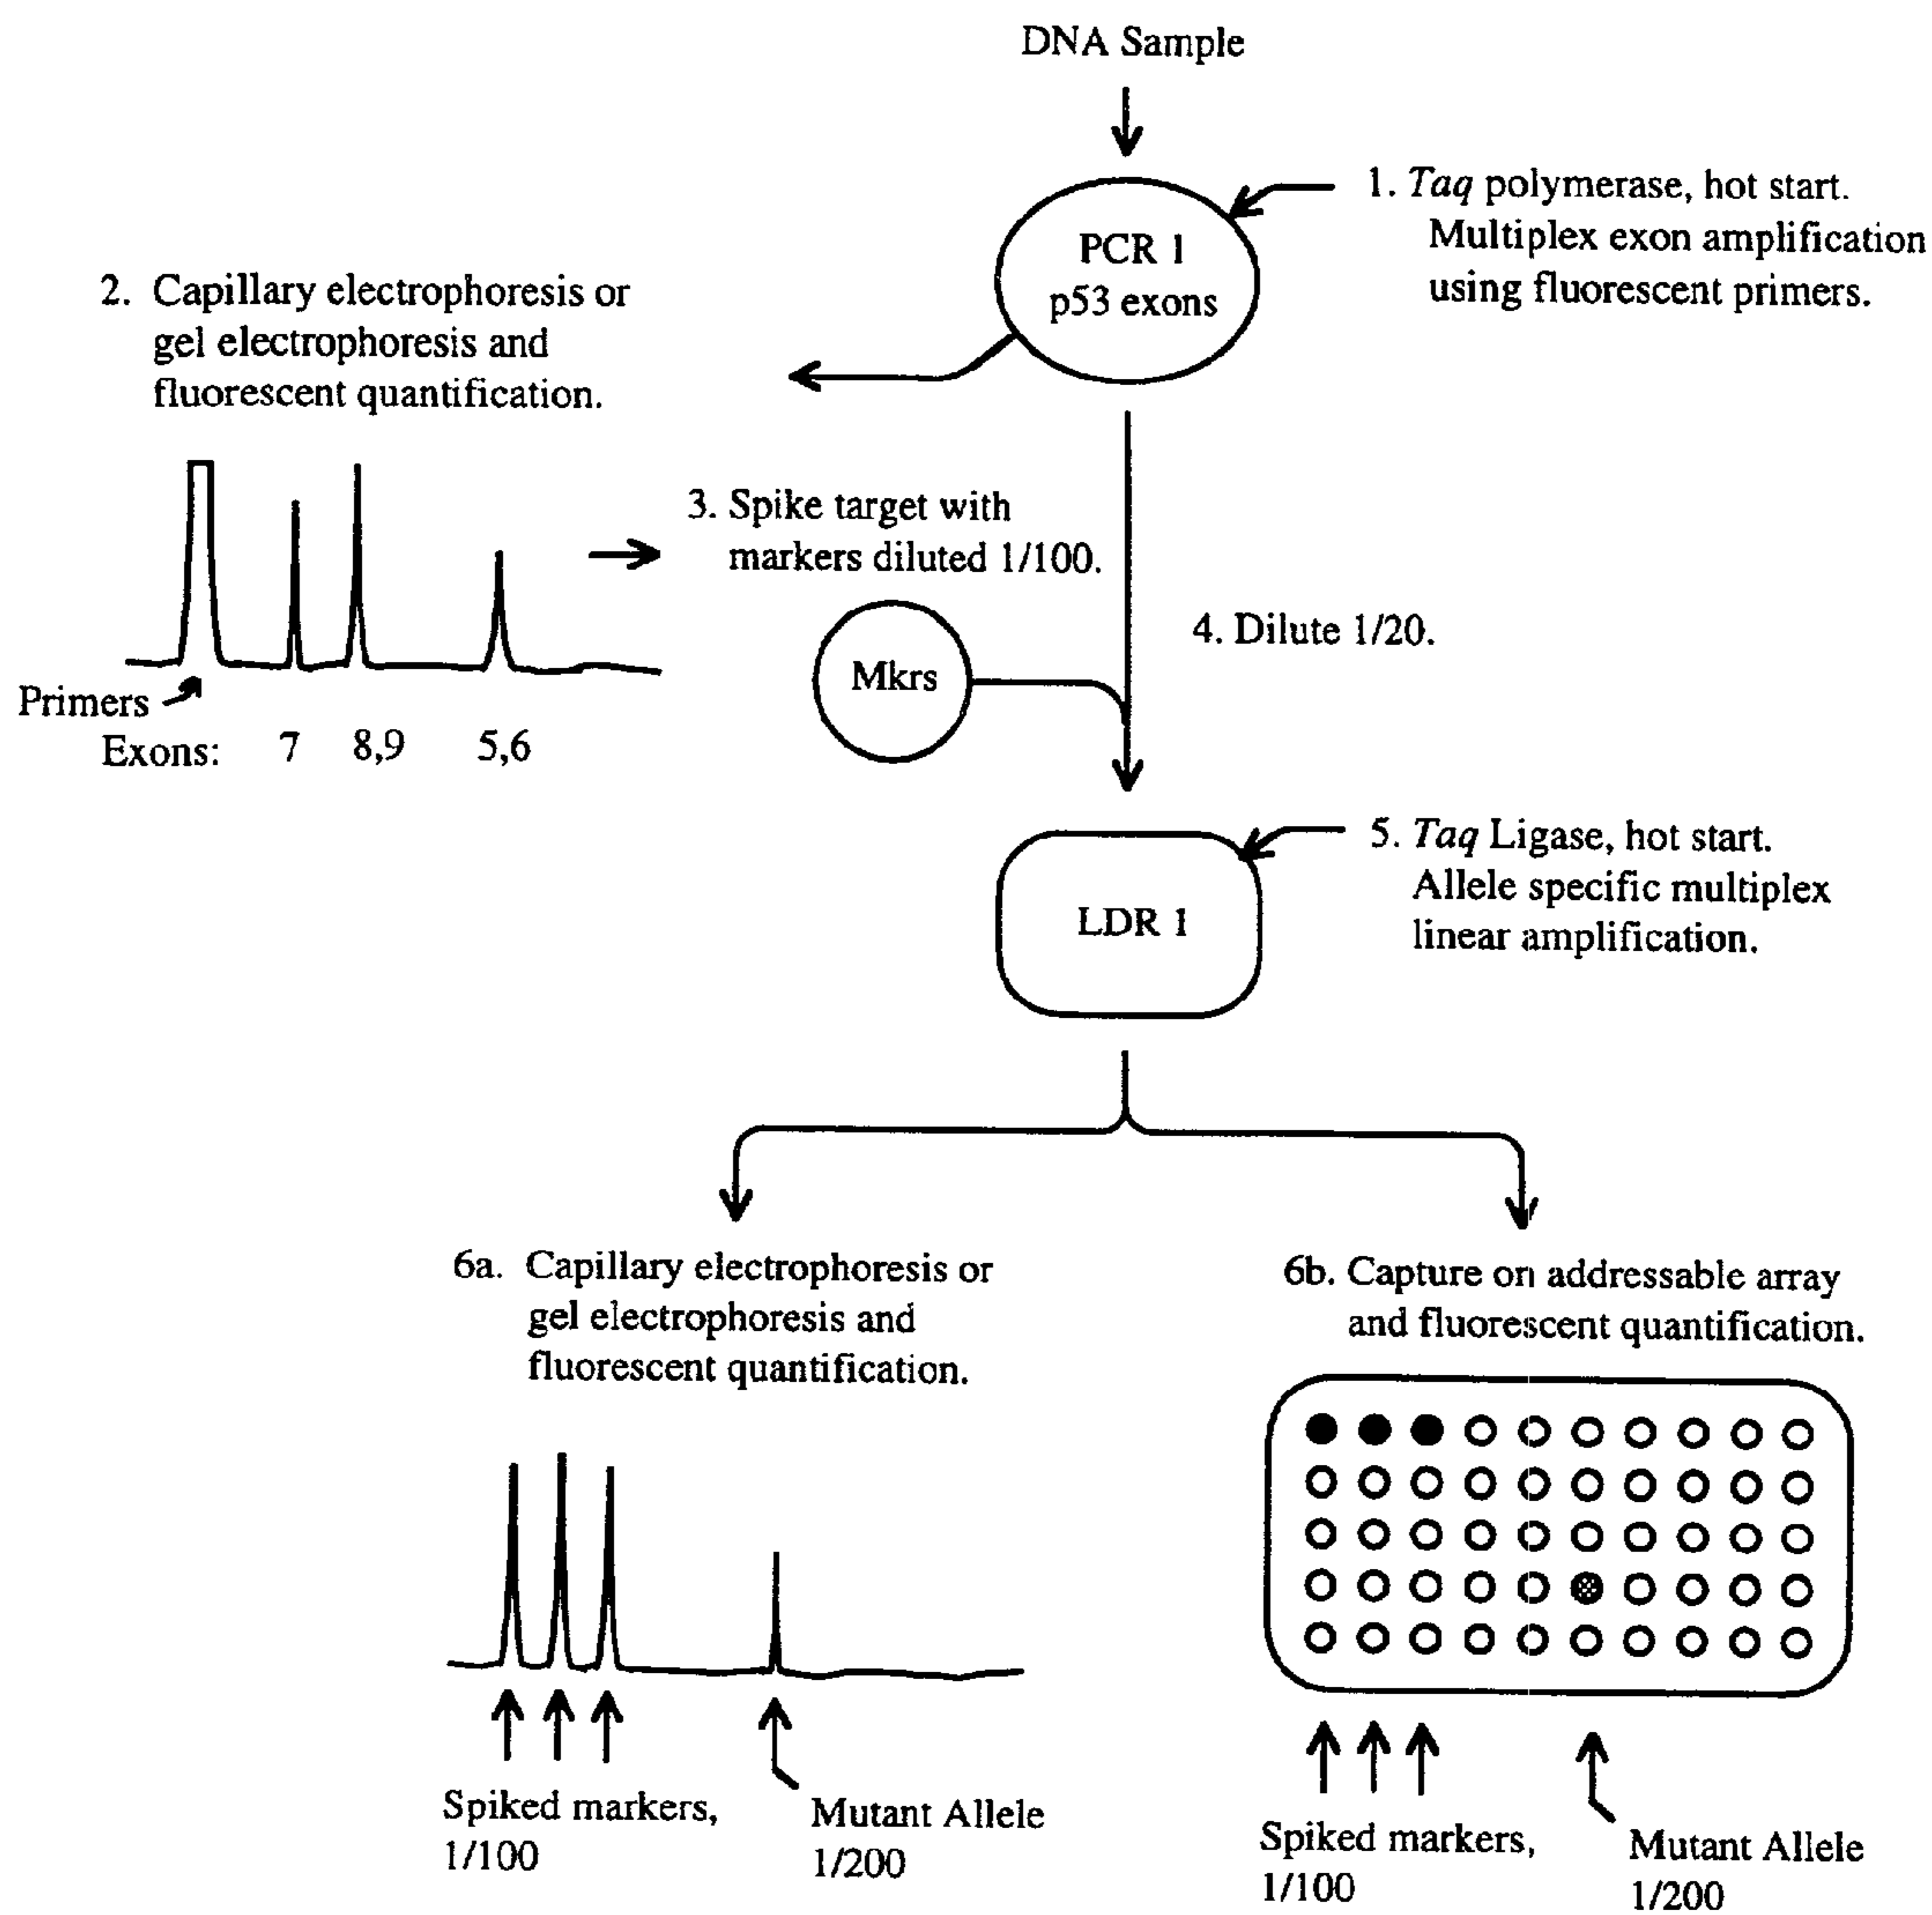 DNA Sample
PCR 1
p53 exons
1. Taq polymerase, hot start.
Multiplex exon amplification
using fluorescent primers.
2. Capillary electrophoresis or
gel electrophoresis and
fluorescent quantification.
Primers
Exons: 7 8,9 5,6
3. Spike target with
markers diluted 1/100.
Mkrs
4. Dilute 1/20.
LDR 1
5. Taq Ligase, hot start.
Allele specific multiplex
linear amplification.
6a. Capillary electrophoresis or
gel electrophoresis and
fluorescent quantification.
Spiked markers,
1/100
Mutant Allele
1/200
6b. Capture on addressable array
and fluorescent quantification.
Spiked markers,
1/100
Mutant Allele
1/200